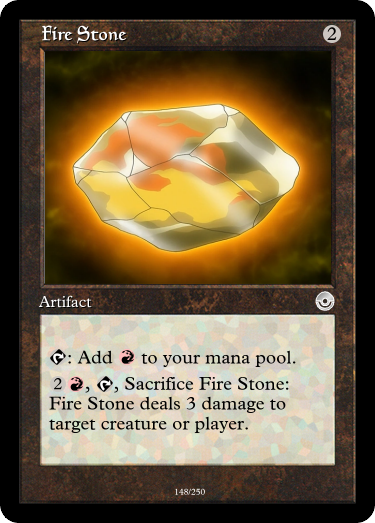 Fire Stone 2
Artifact
: Add to your mana pool.
2 , , Sacrifice Fire Stone:
Fire Stone deals 3 damage to
target creature or player.
148/250